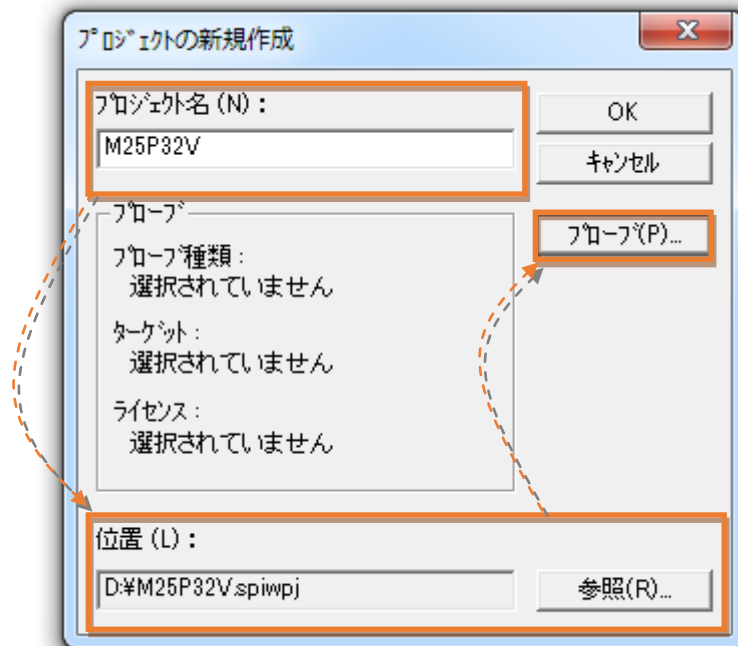 プロジェクトの新規作成
プロジェクト名(N)：
M25P32V
OK
キャンセル
プローブ
プローブ(P)...
プローブ種類：
選択されていません
ターゲット：
選択されていません
ライセンス：
選択されていません
位置(L)：
D:¥M25P32V.spiwpj
参照(R)...